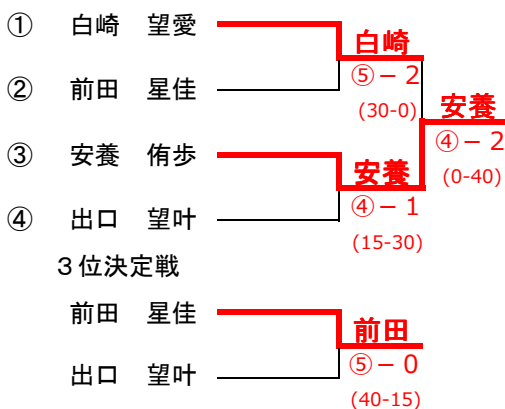 ① 白崎 望愛
白崎
⑤－2
(30-0)
② 前田 星佳
安養
④－2
(0-40)
③ 安養 侑歩
安養
④－1
(15-30)
④ 出口 望叶
３位決定戦
前田 星佳
前田
⑤－0
(40-15)
出口 望叶